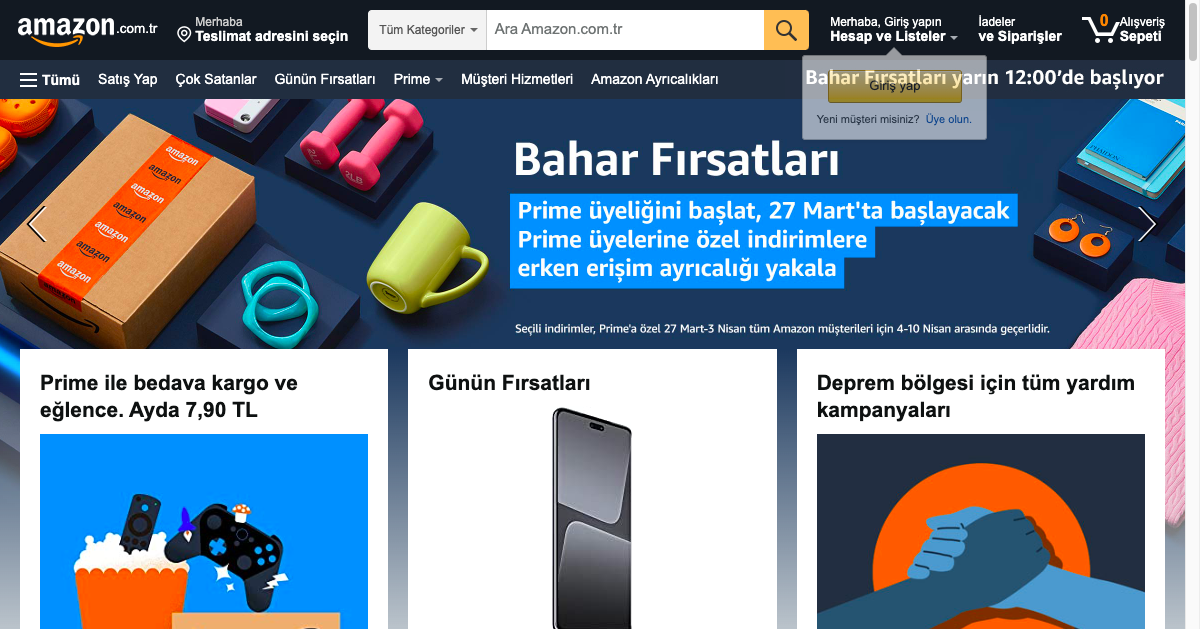 amazon.com.tr
Merhaba
Teslimat adresini seçin
Tüm Kategoriler
Ara Amazon.com.tr
Merhaba, Giriş yapın
Hesap ve Listeler
İadeler
ve Siparişler
0
Alışveriş
Sepeti
Tümü
Satış Yap
Çok Satanlar
Günün Fırsatları
Prime
Müşteri Hizmetleri
Amazon Ayrıcalıkları
Bahar Fırsatları yarın 12:00’de başlıyor
Giriş yap
Yeni müşteri misiniz? Üye olun.
amazon
amazon
amazon
amazon
amazon
amazon
amazon
2LB
2LB
PHAIDON
Bahar Fırsatları
Prime üyeliğini başlat, 27 Mart'ta başlayacak
Prime üyelerine özel indirimlere
erken erişim ayrıcalığı yakala
Seçili indirimler, Prime'a özel 27 Mart-3 Nisan tüm Amazon müşterileri için 4-10 Nisan arasında geçerlidir.
Prime ile bedava kargo ve
eğlence. Ayda 7,90 TL
Günün Fırsatları
Deprem bölgesi için tüm yardım
kampanyaları